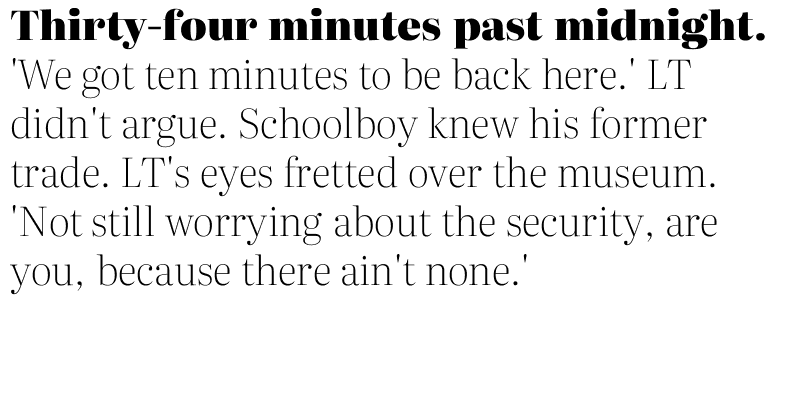 Thirty-four minutes past midnight.
'We got ten minutes to be back here.' LT
didn't argue. Schoolboy knew his former
trade. LT's eyes fretted over the museum.
'Not still worrying about the security, are
you, because there ain't none.'